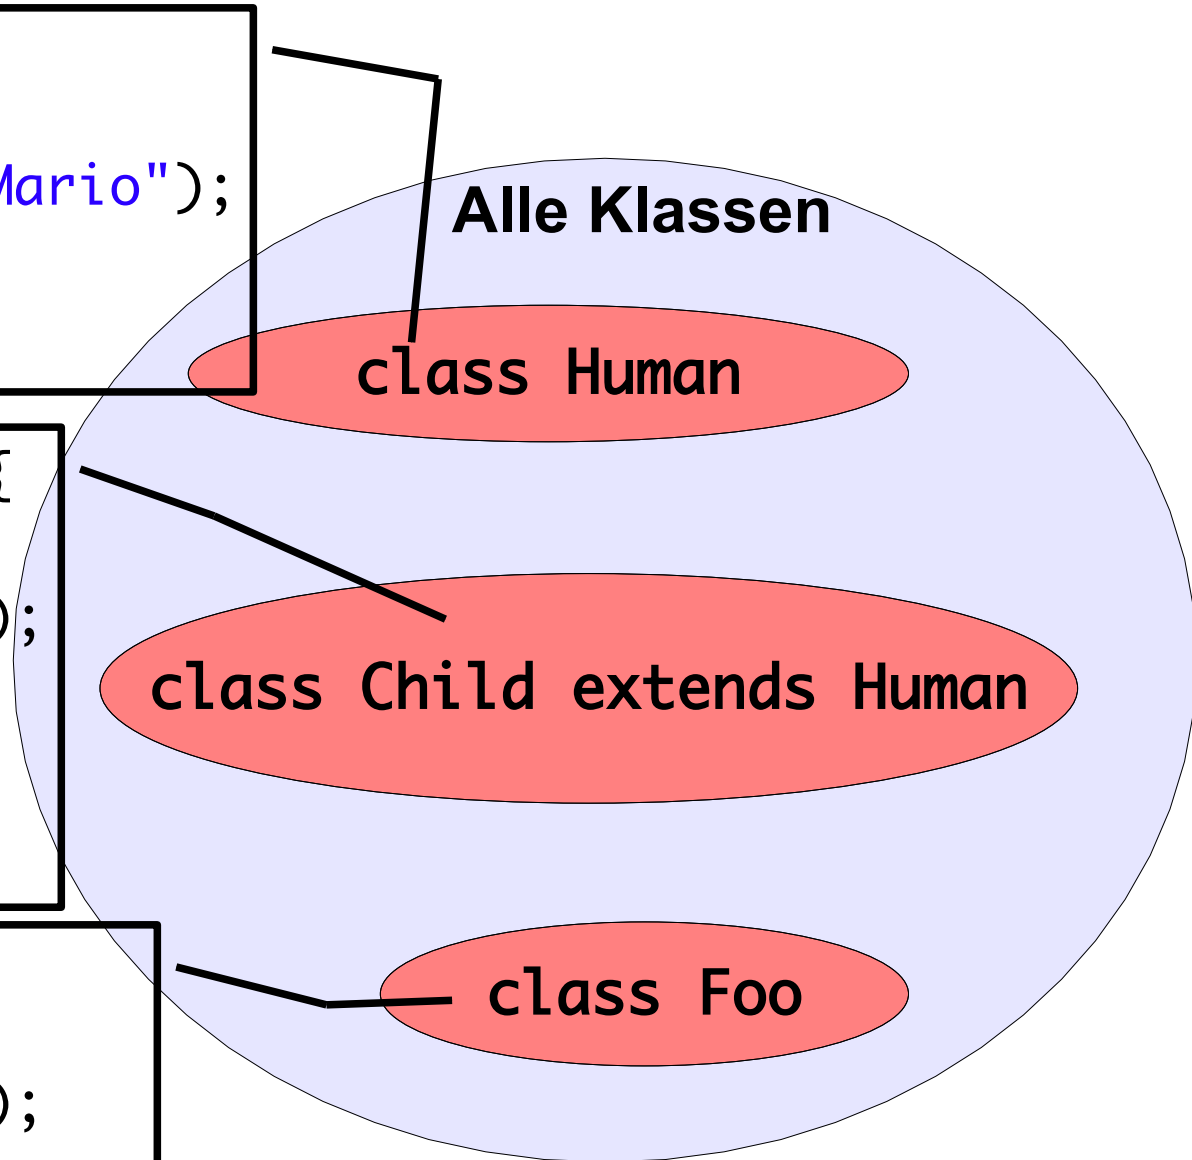 Mario");
Alle Klassen
class Human
{
);
class Child extends Human
class Foo
);